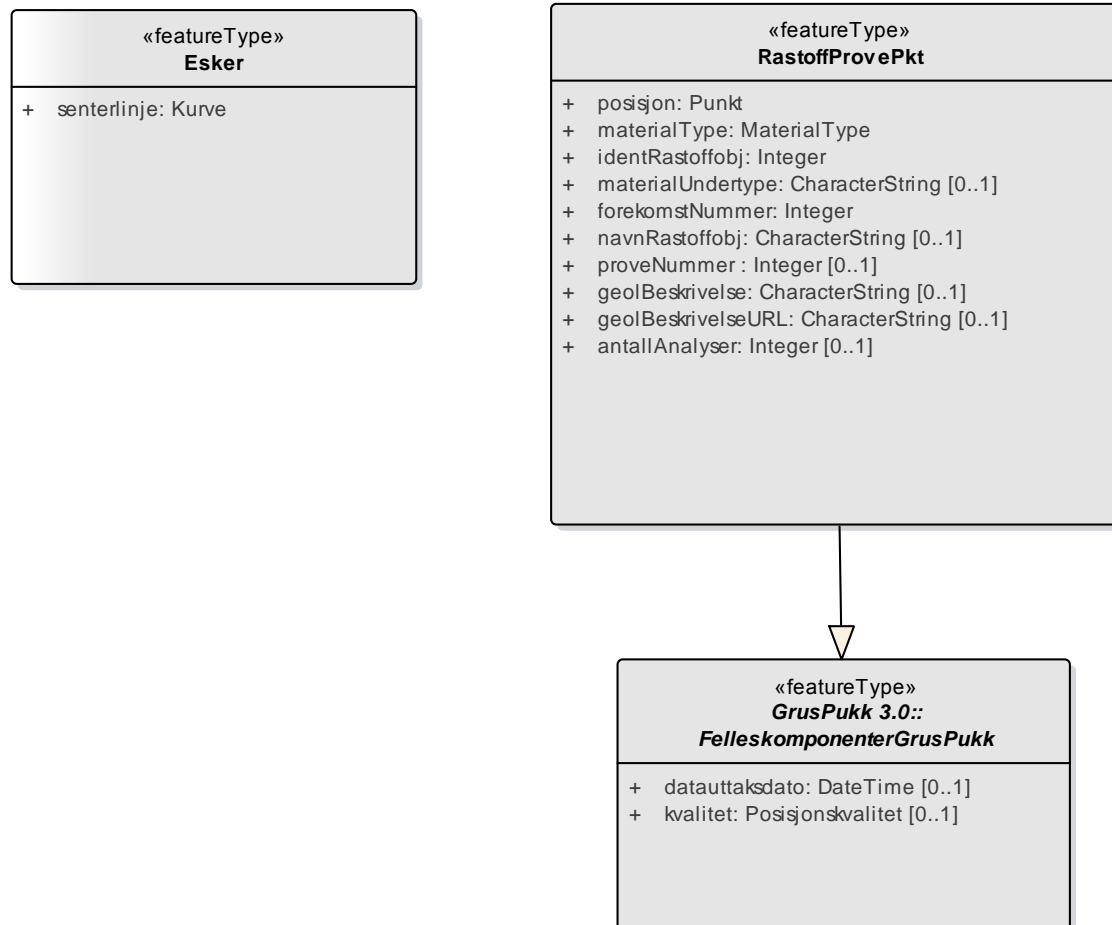 «featureType»
Esker
+ senterlinje: Kurve
«featureType»
RastoffProvePkt
+ posisjon: Punkt
+ materialType: MaterialType
+ identRastoffobj: Integer
+ materialUndertype: CharacterString [0..1]
+ forekomstNummer: Integer
+ navnRastoffobj: CharacterString [0..1]
+ proveNummer : Integer [0..1]
+ geolBeskrivelse: CharacterString [0..1]
+ geolBeskrivelseURL: CharacterString [0..1]
+ antallAnalyser: Integer [0..1]
«featureType»
GrusPukk 3.0::
FelleskomponenterGrusPukk
+ datauttaksdato: DateTime [0..1]
+ kvalitet: Posisjonskvalitet [0..1]